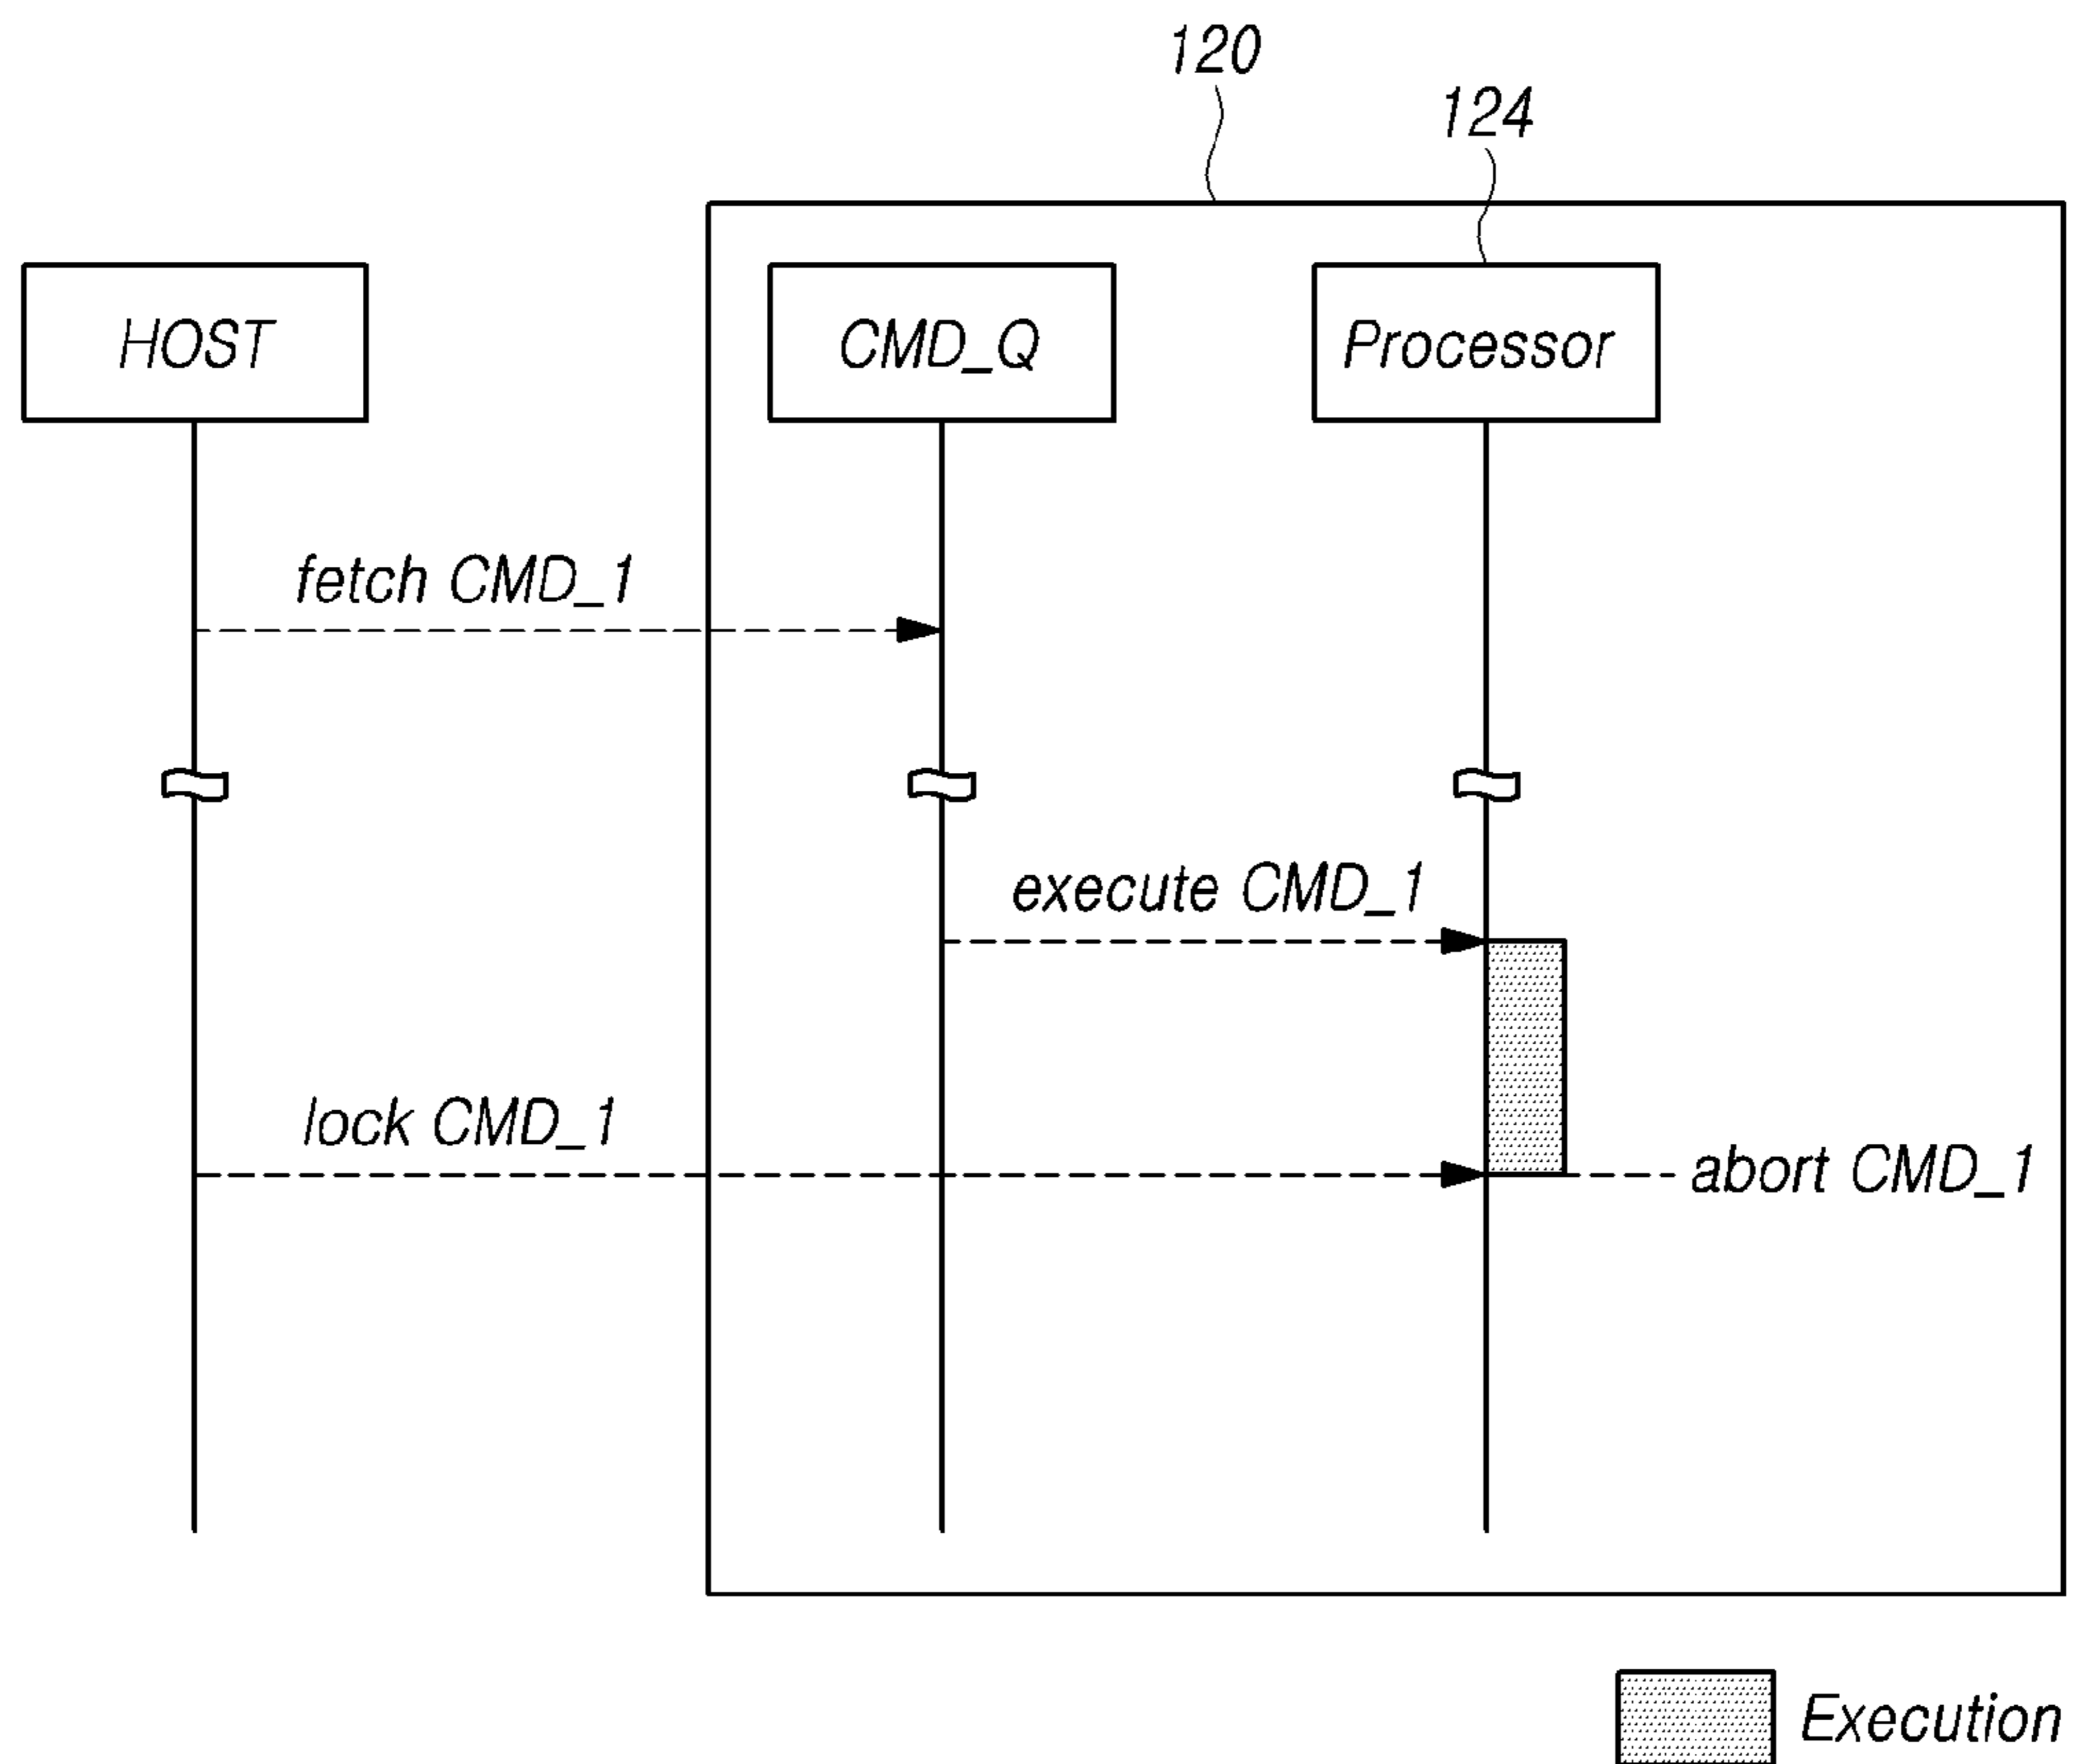 120
124
HOST
CMD_Q
Processor
fetch CMD_1
execute CMD_1
lock CMD_1
abort CMD_1
Execution